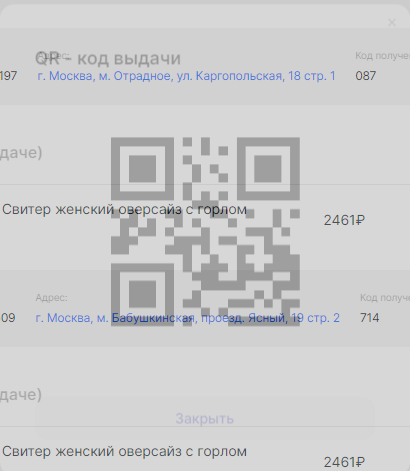 Адрес:
Код получе
QR - код выдачи
197
г. Москва, м. Отрадное, ул. Каргопольская, 18 стр. 1
087
даче)
Свитер женский оверсайз с горлом
2461₽
Адрес:
Код получе
09
г. Москва, м. Бабушкинская, проезд. Ясный, 19 стр. 2
714
даче)
Закрыть
Свитер женский оверсайз с горлом
2461₽